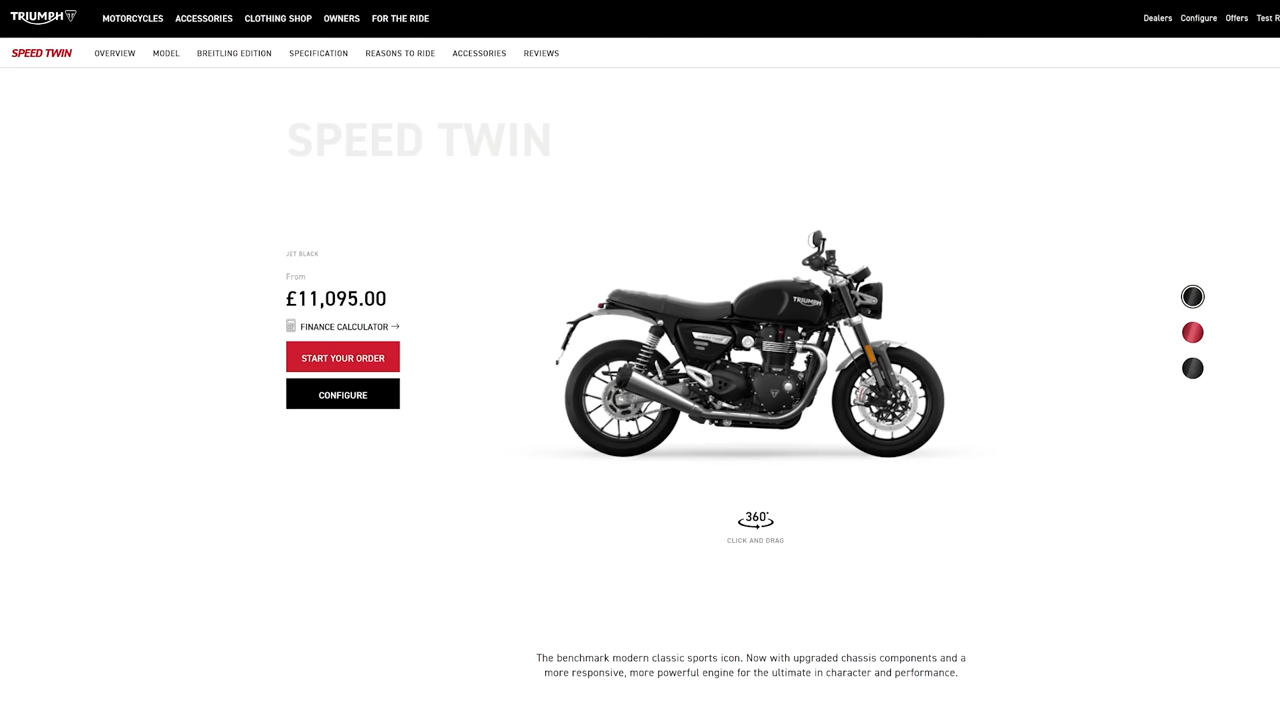 TRIUMPH MOTORCYCLES ACCESSORIES CLOTHING SHOP OWNERS FOR THE RIDE Dealers Configure Offers Test R
SPEED TWIN OVERVIEW MODEL BREITLING EDITION SPECIFICATION REASONS TO RIDE ACCESSORIES REVIEWS
SPEED TWIN
JET BLACK
From
£11,095.00
FINANCE CALCULATOR →
START YOUR ORDER
CONFIGURE
TRIUMPH
360°
CLICK AND DRAG
The benchmark modern classic sports icon. Now with upgraded chassis components and a
more responsive, more powerful engine for the ultimate in character and performance.